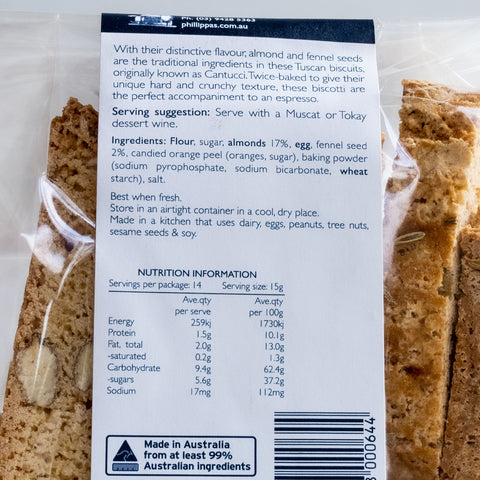 Ph. (03) 9428 5363
phillippas.com.au
With their distinctive flavour, almond and fennel seeds
are the traditional ingredients in these Tuscan biscuits,
originally known as Cantucci. Twice-baked to give their
unique hard and crunchy texture, these biscotti are
the perfect accompaniment to an espresso.
Serving suggestion: Serve with a Muscat or Tokay
dessert wine.
Ingredients: Flour, sugar, almonds 17%, egg, fennel seed
2%, candied orange peel (oranges, sugar), baking powder
(sodium pyrophosphate, sodium bicarbonate, wheat
starch), salt.
Best when fresh.
Store in an airtight container in a cool, dry place.
Made in a kitchen that uses dairy, eggs, peanuts, tree nuts,
sesame seeds & soy.
NUTRITION INFORMATION
Servings per package: 14 Serving size: 15g
Ave.qty Ave.qty
per serve per 100g
Energy 259kj 1730kj
Protein 1.5g 10.1g
Fat, total 2.0g 13.0g
-saturated 0.2g 1.3g
Carbohydrate 9.4g 62.4g
-sugars 5.6g 37.2g
Sodium 17mg 112mg
Made in Australia
from at least 99%
Australian ingredients
000644